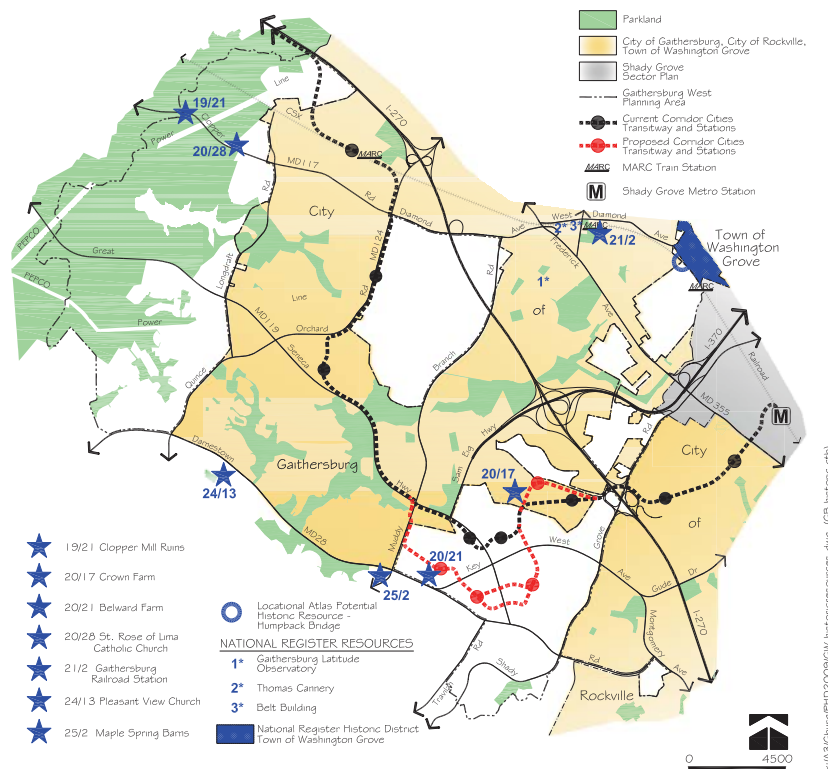 Parkland
City of Gaithersburg, City of Rockville,
Town of Washington Grove
Shady Grove
Sector Plan
Gaithersburg West
Planning Area
Current Corridor Cities
Transitway and Stations
Proposed Corridor Cities
Transitway and Stations
MARC
MARC Train Station
M
Shady Grove Metro Station
19/21
Line
CSX
I-270
Clopper
Power
20/28
MARC
MD117
Rd
Rd
City
Diamond
Ave
West
Diamond
Ave
2*
3*
MARC
21/2
Frederick
Town of
Washington
Grove
MARC
PEPCO
Great
MD124
Rd
Longdraft
Rd
1*
PEPCO
Line
of
Ave
Power
MD119
Orchard
Seneca
Branch
I-370
Railroad
MD 355
Quince
M
Rd
Hwy
Big
Sam
City
Darnestown
Gaithersburg
20/17
24/13
Hwy
of
MD28
Muddy
20/21
West
Grove
Key
Ave
Gude
Dr
25/2
I-270
Montgomery
Ave
Rd
Shady
Rd
Travilah
Rockville
19/21 Clopper Mill Ruins
20/17 Crown Farm
20/21 Belward Farm
20/28 St. Rose of Lima
Catholic Church
21/2 Gaithersburg
Railroad Station
24/13 Pleasant View Church
25/2 Maple Spring Barns
Locational Atlas Potential
Historic Resource -
Humpback Bridge
NATIONAL REGISTER RESOURCES
1* Gaithersburg Latitude
Observatory
2* Thomas Cannery
3* Belt Building
National Register Historic District
Town of Washington Grove
0 4500